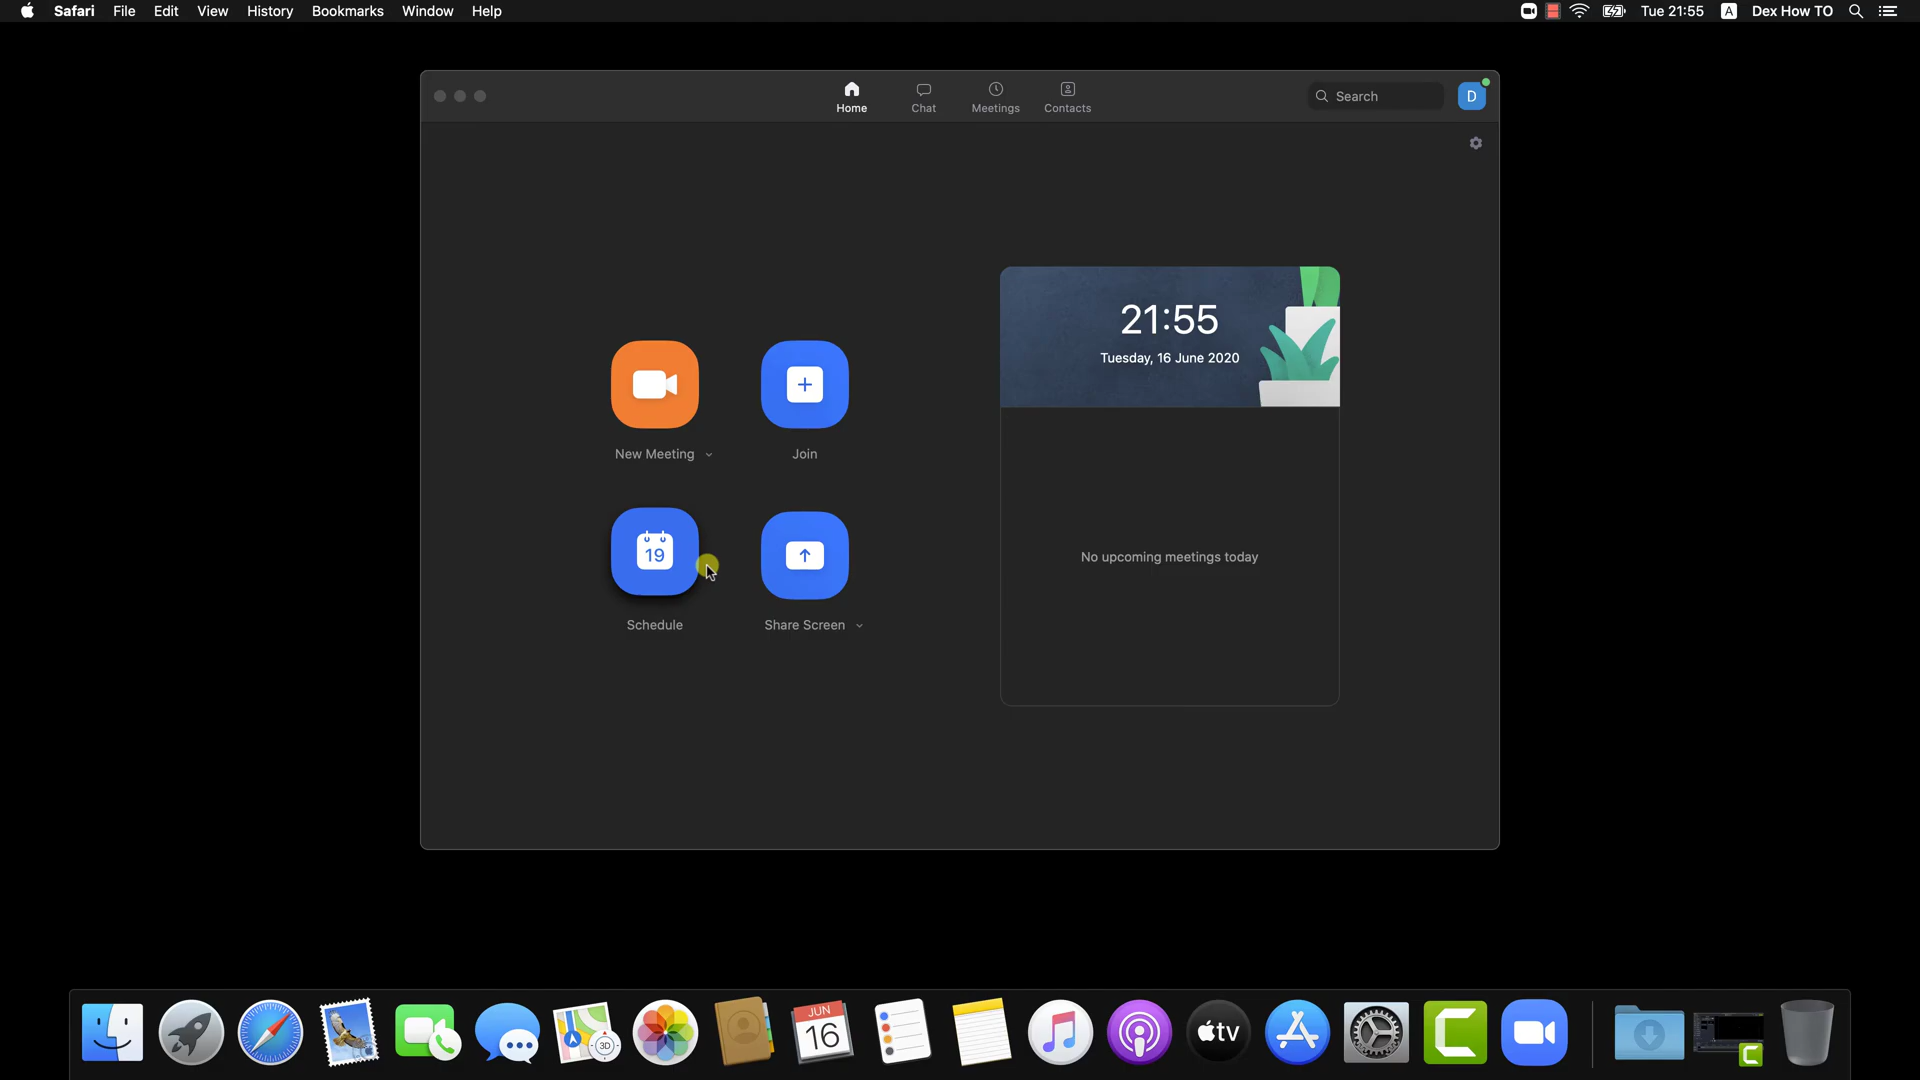 Safari File Edit View History Bookmarks Window Help
Tue 21:55 A Dex How TO
Home Chat Meetings Contacts
Search
D
21:55
Tuesday, 16 June 2020
New Meeting
Join
19
No upcoming meetings today
Schedule
Share Screen
JUN
16
3D
tv